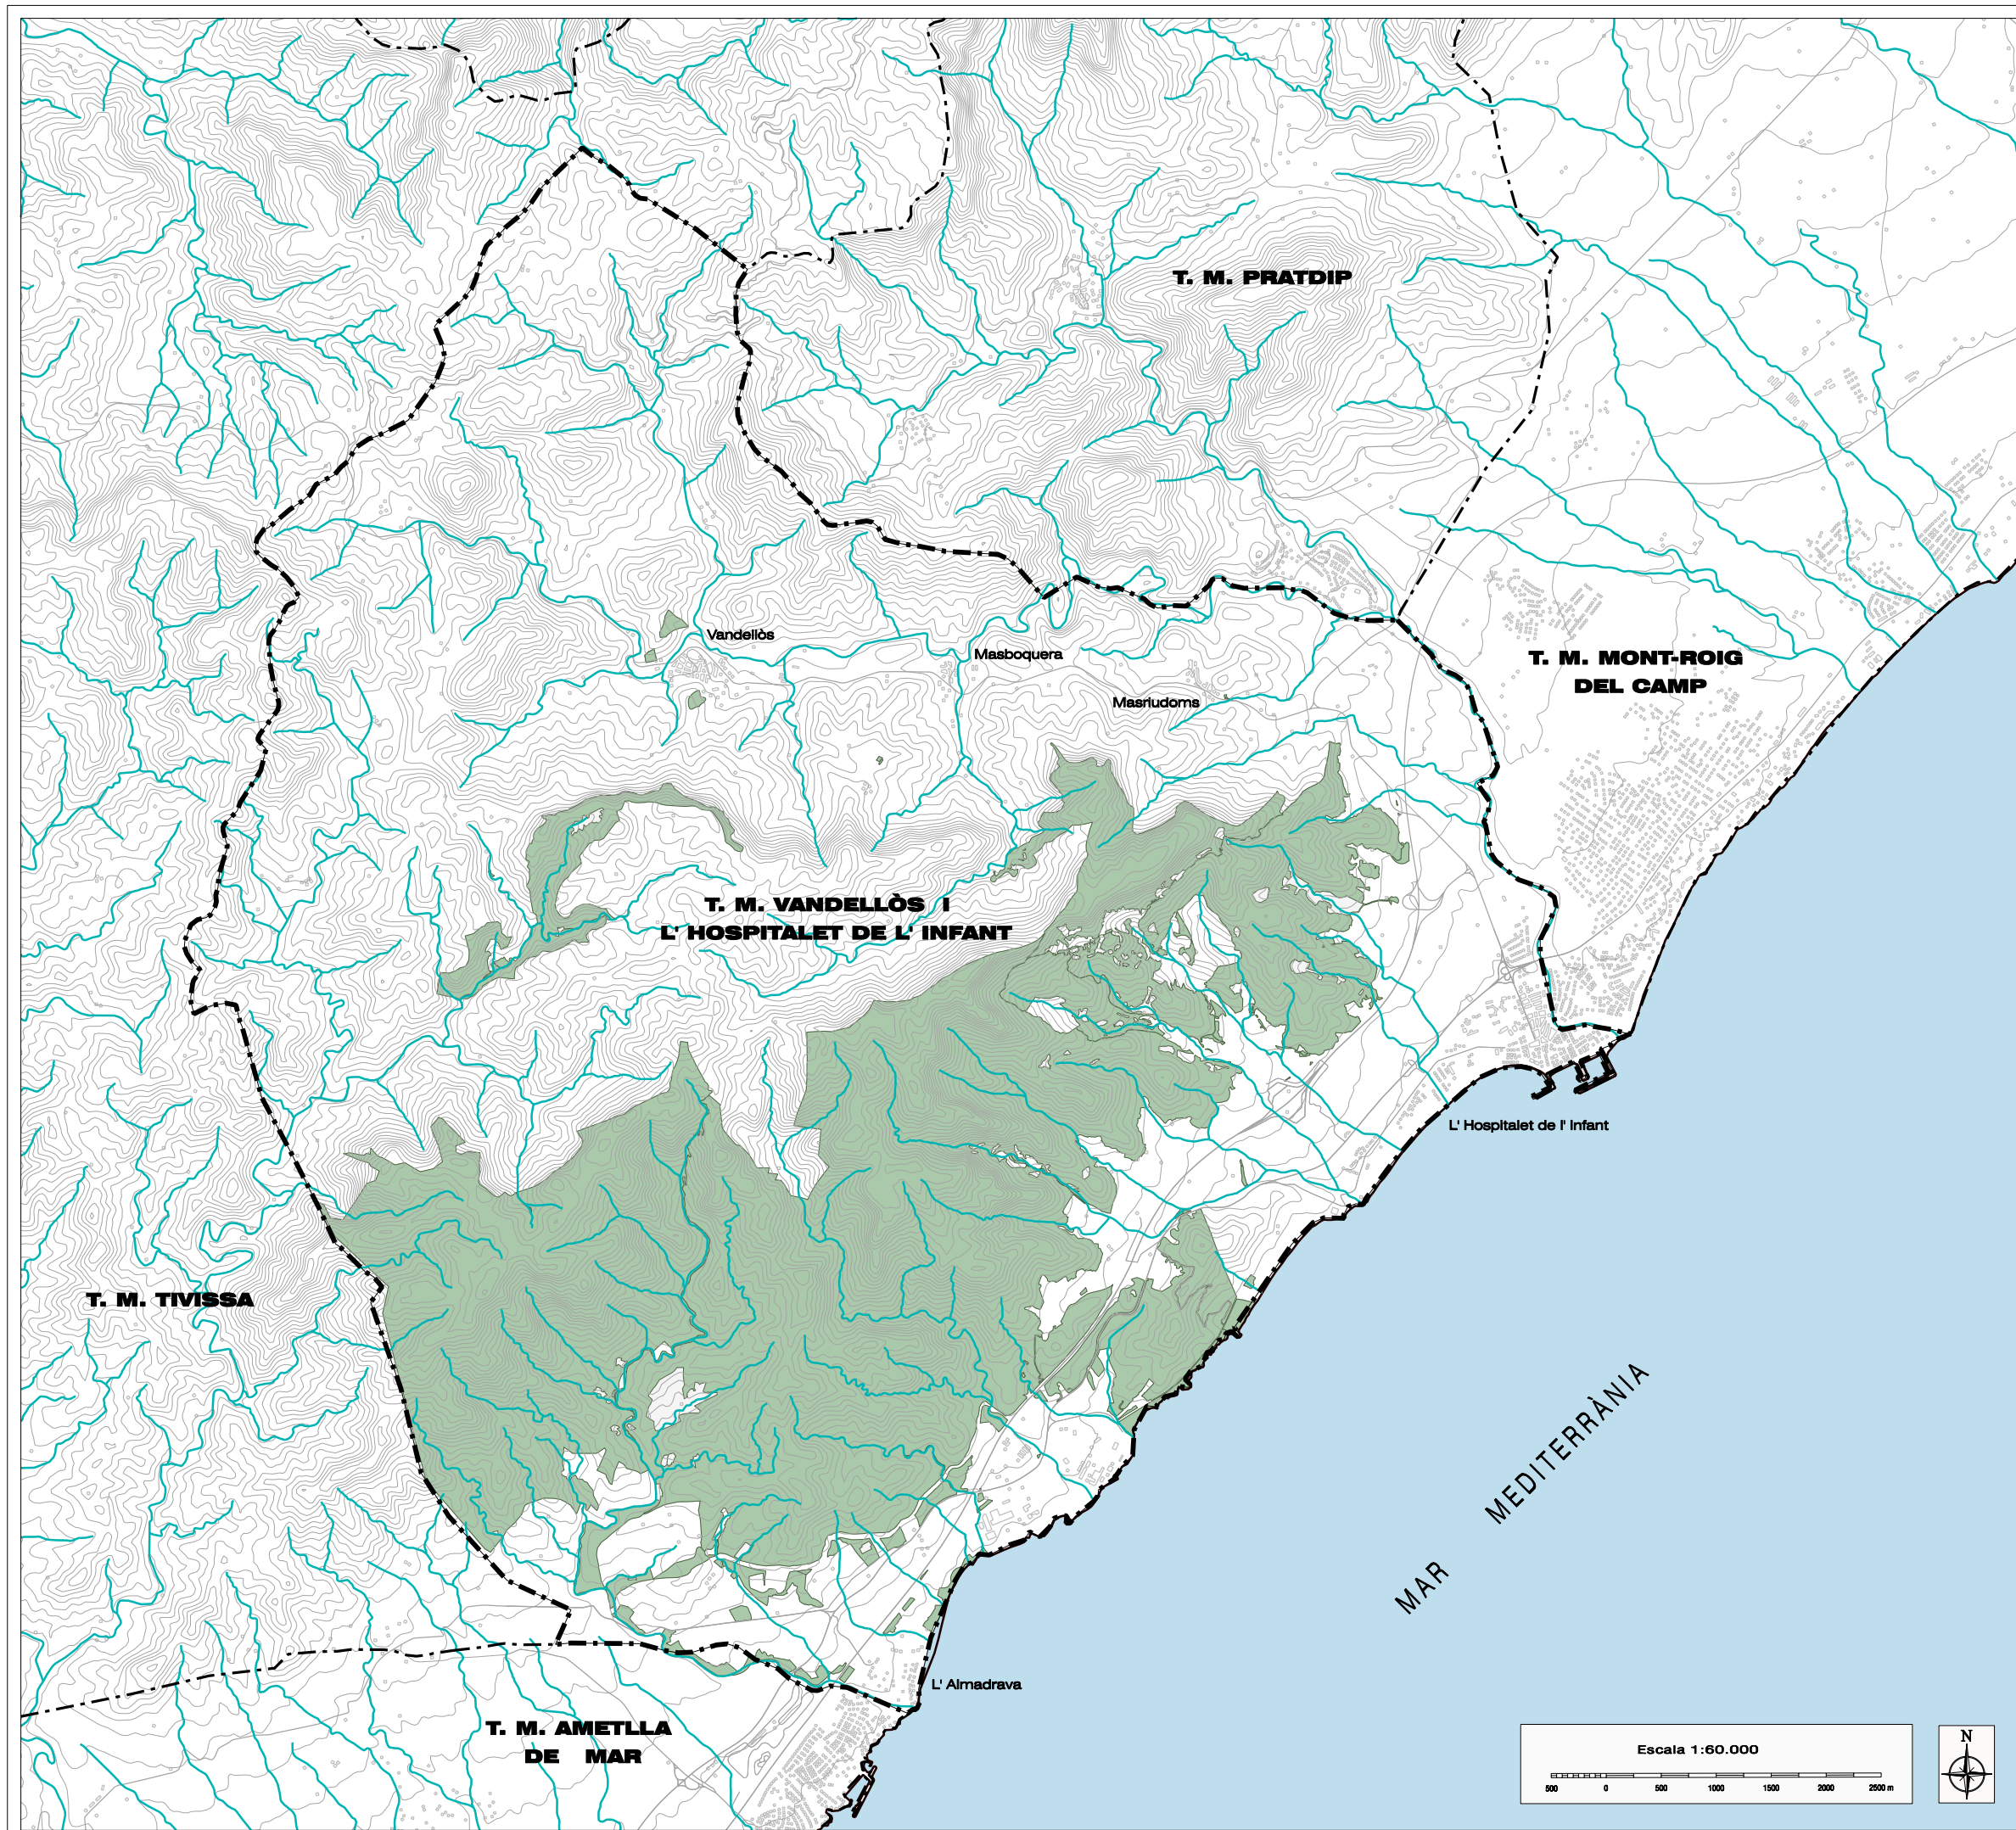 T. M. PRATDIP
Vandellòs
Masboquera
T. M. MONT-ROIG
DEL CAMP
Masriudoms
T. M. VANDELLÒS I
L' HOSPITALET DE L' INFANT
L' Hospitalet de l' Infant
T. M. TIVISSA
MAR MEDITERRÀNIA
L' Almadrava
T. M. AMETLLA
DE MAR
Escala 1:60.000
500 0 500 1000 1500 2000 2500 m
N